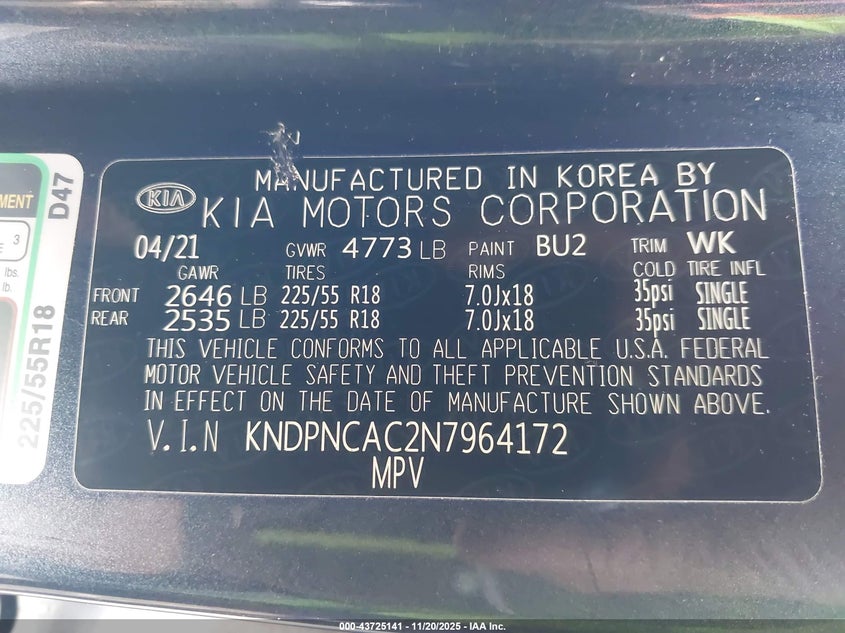 MENT
3
E
lbs.
lb.
D47
225/55R18
MANUFACTURED IN KOREA BY
KIA KIA MOTORS CORPORATION
04/21 GVWR 4773 LB PAINT BU2 TRIM WK
GAWR TIRES RIMS COLD TIRE INFL
FRONT 2646 LB 225/55 R18 7.0Jx18 35psi SINGLE
REAR 2535 LB 225/55 R18 7.0Jx18 35psi SINGLE
THIS VEHICLE CONFORMS TO ALL APPLICABLE U.S.A. FEDERAL
MOTOR VEHICLE SAFETY AND THEFT PREVENTION STANDARDS
IN EFFECT ON THE DATE OF MANUFACTURE SHOWN ABOVE.
V.I.N KNDPNCAC2N7964172
MPV
000-43725141 - 11/20/2025 - IAA Inc.